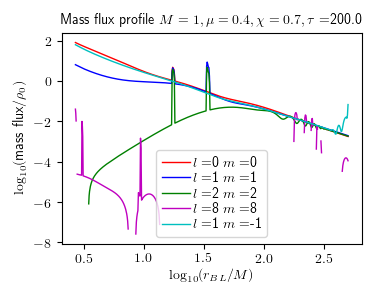 Mass flux profile M = 1, μ = 0.4, χ = 0.7, τ =200.0
log₁₀(mass flux/ρ₀)
2
0
−2
−4
−6
−8
l =0 m =0
l =1 m =1
l =2 m =2
l =8 m =8
l =1 m =-1
0.5 1.0 1.5 2.0 2.5
log₁₀(r_BL/M)